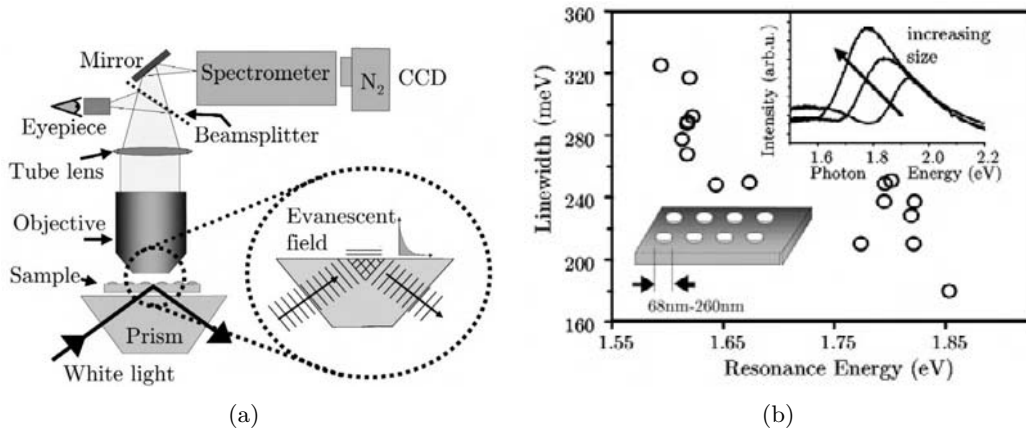 Mirror
Spectrometer
N2
CCD
Eyepiece
Beamsplitter
Tube lens
Objective
Evanescent
field
Sample
Prism
White light
(a)
360
320
280
240
200
160
Linewidth (meV)
1.55
1.65
1.75
1.85
Resonance Energy (eV)
increasing
size
Intensity (arb.u.)
1.6
1.8
2.0
2.2
Photon Energy (eV)
68nm-260nm
(b)